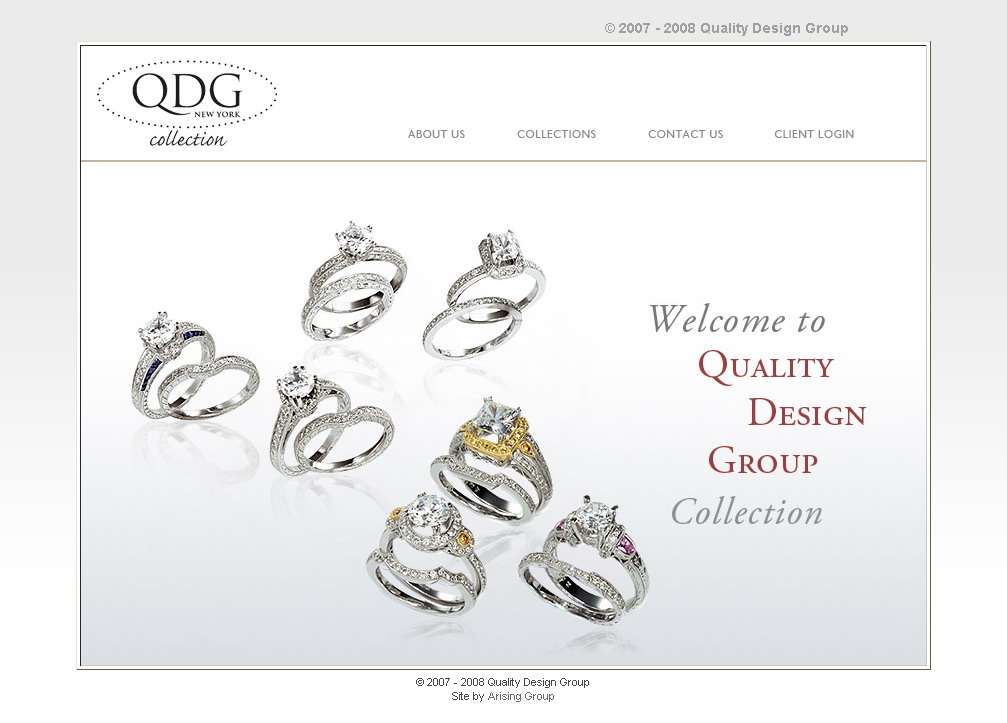 © 2007 - 2008 Quality Design Group
QDG
NEW YORK
collection
ABOUT US
COLLECTIONS
CONTACT US
CLIENT LOGIN
Welcome to
QUALITY
DESIGN
GROUP
Collection
© 2007 - 2008 Quality Design Group
Site by Arising Group